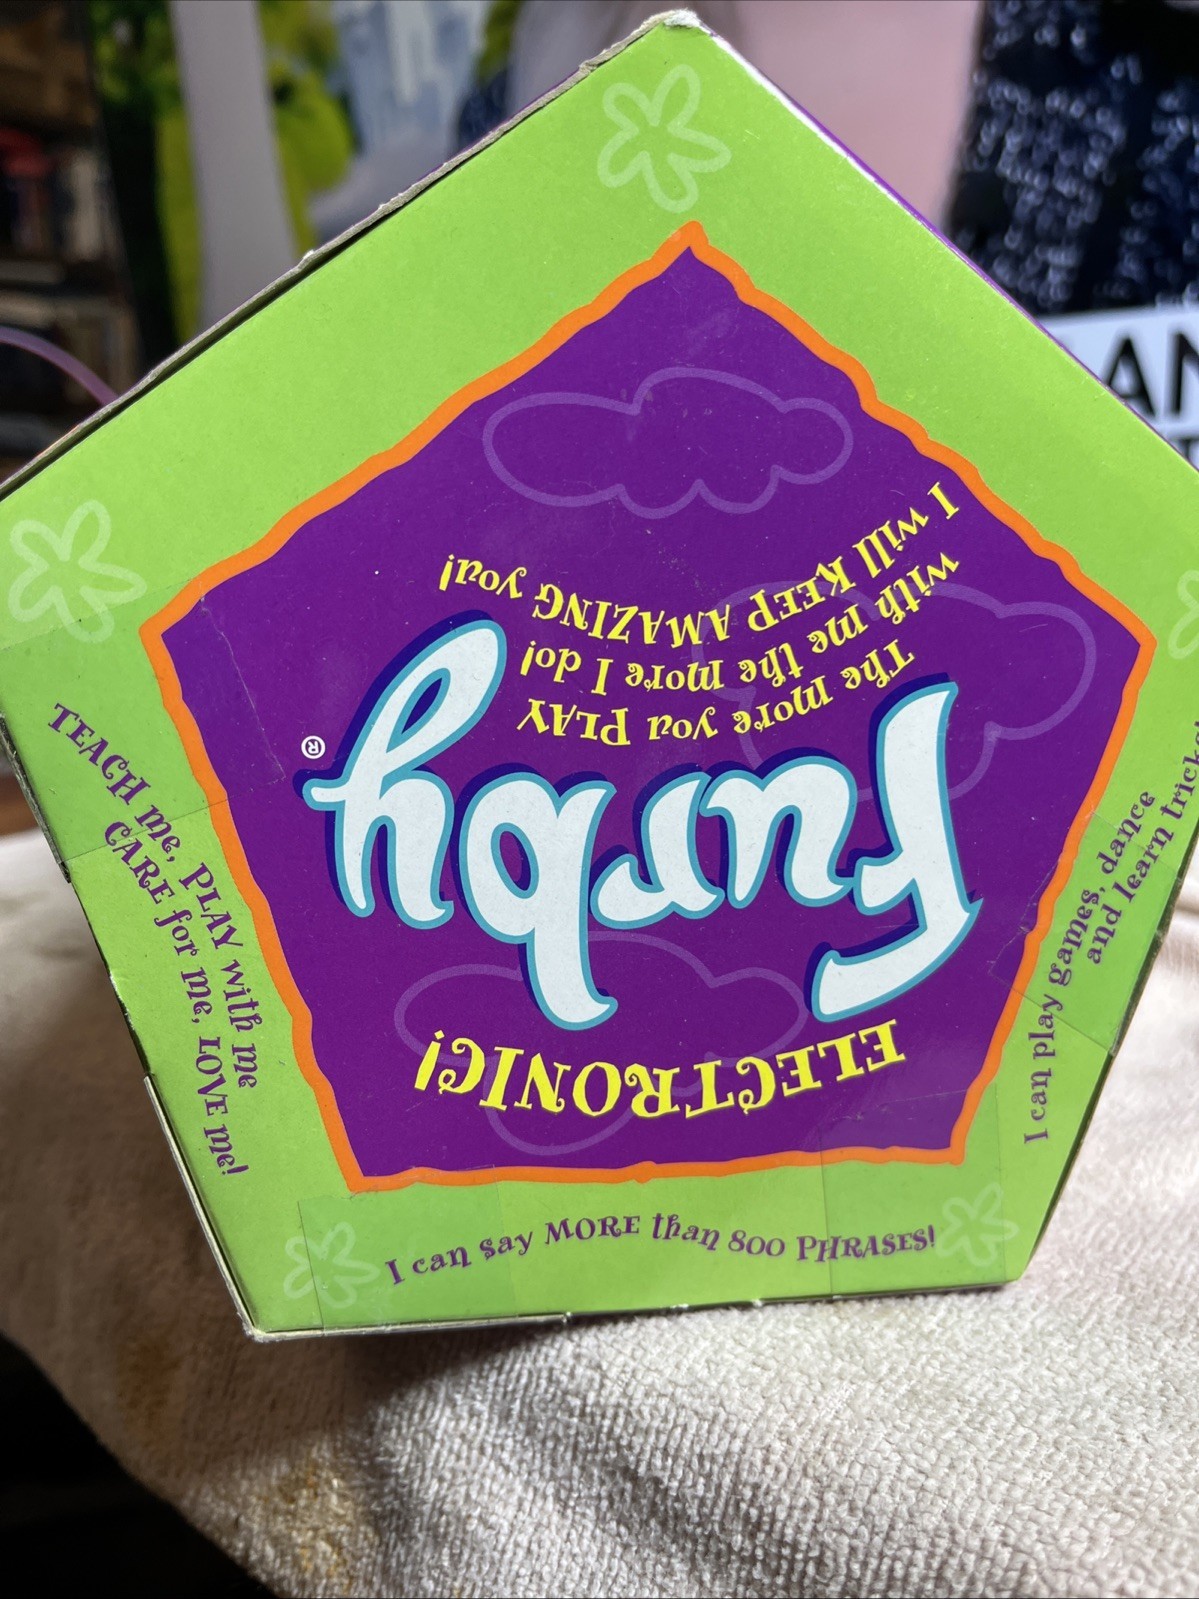 ELECTRONIC!
Furby®
The more you PLAY
with me the more I do!
I will KEEP AMAZING you!
TEACH me, PLAY with me
CARE for me, LOVE me!
I can say MORE than 800 PHRASES!
I can play games, dance
and learn tricks
AN